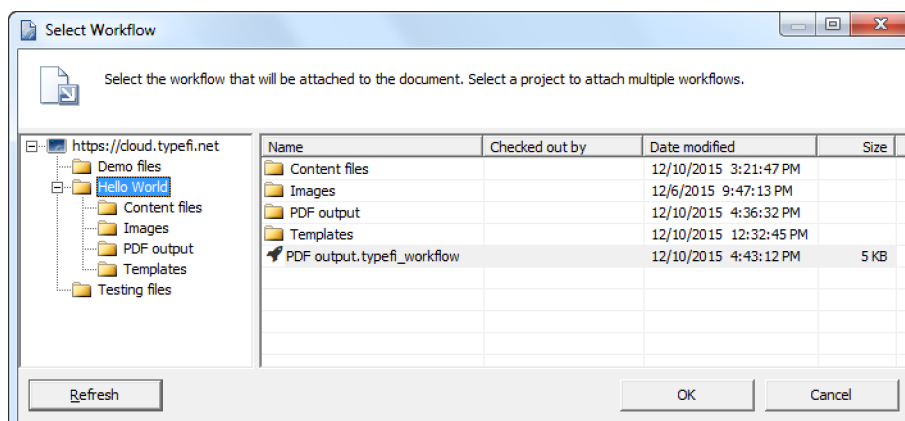 Select Workflow
Select the workflow that will be attached to the document. Select a project to attach multiple workflows.
https://cloud.typefi.net
Demo files
Hello World
Content files
Images
PDF output
Templates
Testing files
Name Checked out by Date modified Size
Content files 12/10/2015 3:21:47 PM
Images 12/6/2015 9:47:13 PM
PDF output 12/10/2015 4:36:32 PM
Templates 12/10/2015 12:32:45 PM
PDF output.typefi_workflow 12/10/2015 4:43:12 PM 5 KB
Refresh OK Cancel